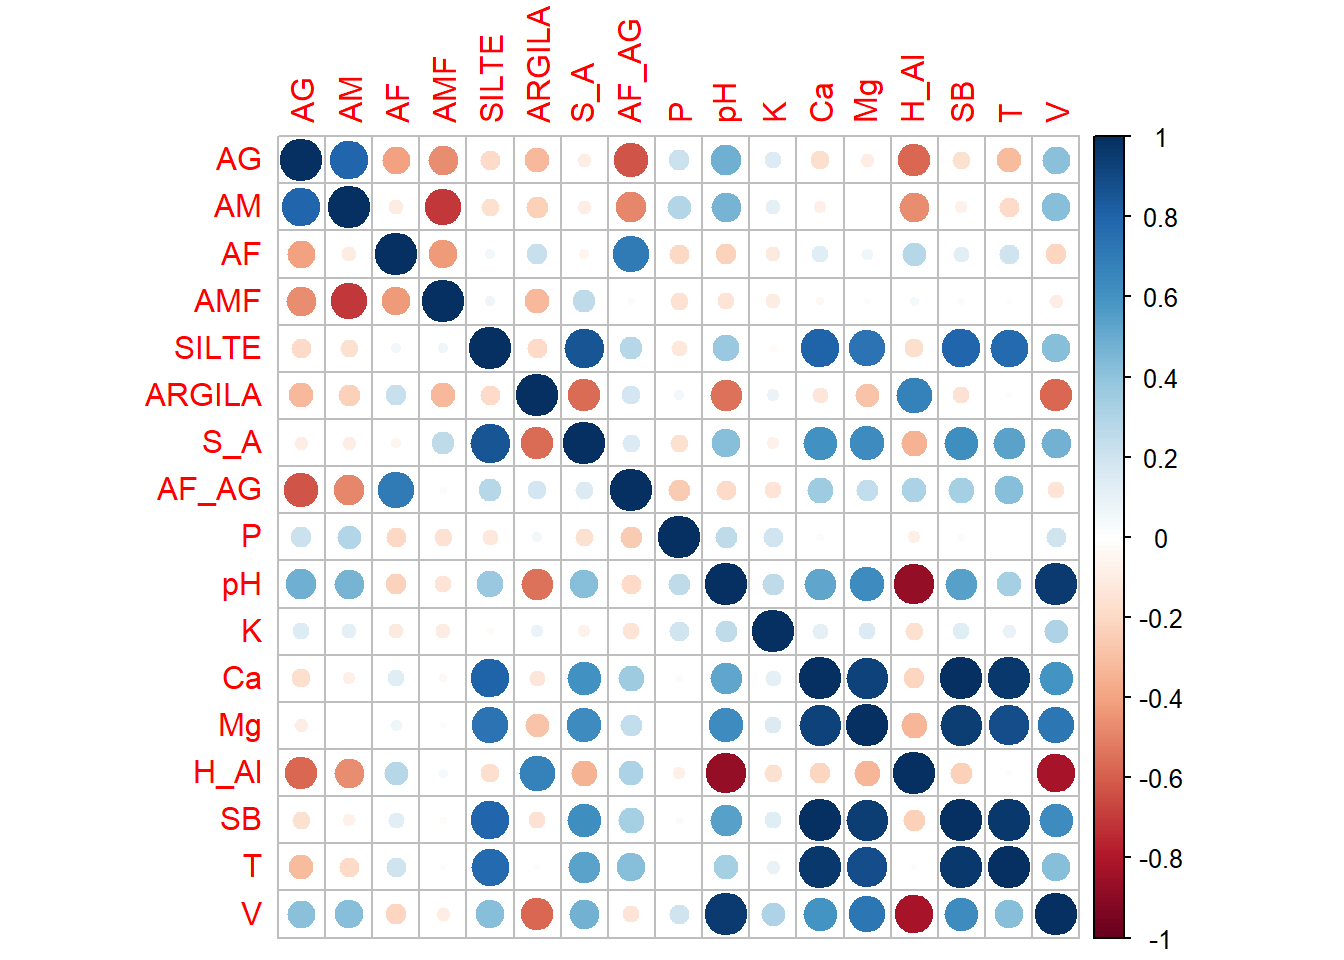 AG AM AF AMF SILTE ARGILA S_A AF_AG P pH K Ca Mg H_Al SB T V
AG
AM
AF
AMF
SILTE
ARGILA
S_A
AF_AG
P
pH
K
Ca
Mg
H_Al
SB
T
V
1
0.8
0.6
0.4
0.2
0
-0.2
-0.4
-0.6
-0.8
-1